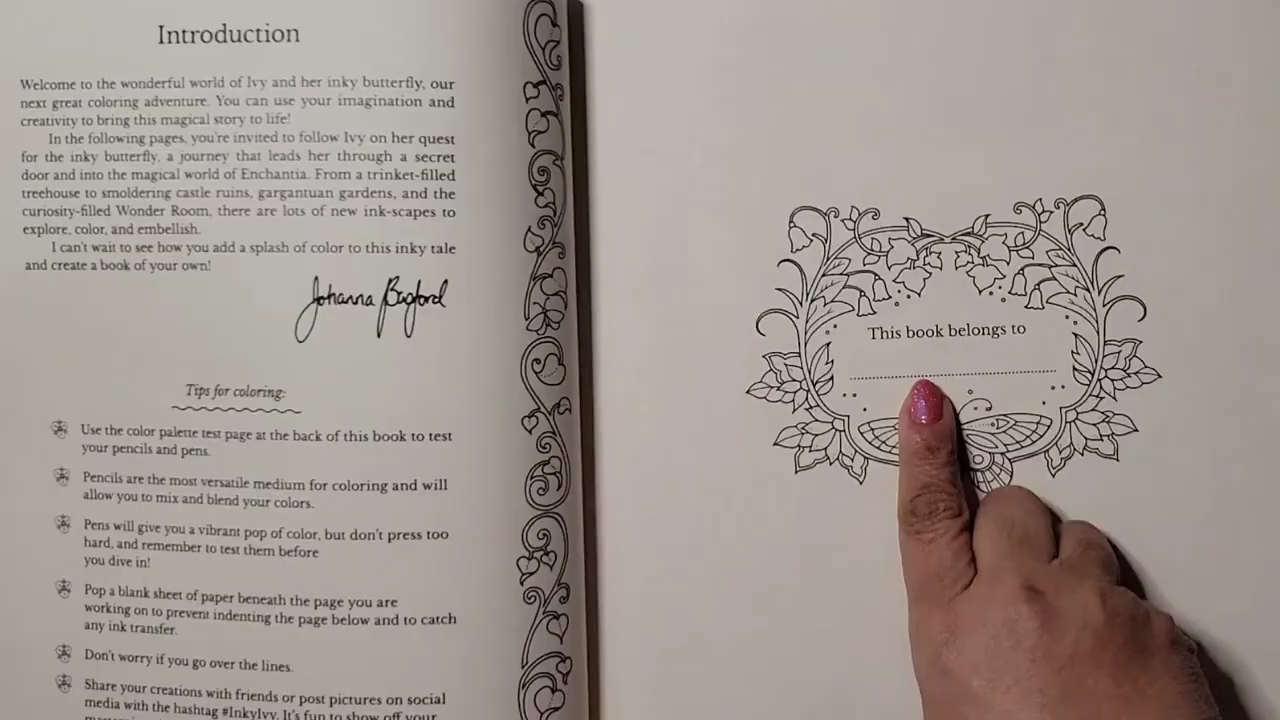 Introduction
Welcome to the wonderful world of Ivy and her inky butterfly, our
next great coloring adventure. You can use your imagination and
creativity to bring this magical story to life!
In the following pages, you're invited to follow Ivy on her quest
for the inky butterfly, a journey that leads her through a secret
door and into the magical world of Enchantia. From a trinket-filled
treehouse to smoldering castle ruins, gargantuan gardens, and the
curiosity-filled Wonder Room, there are lots of new ink-scapes to
explore, color, and embellish.
I can't wait to see how you add a splash of color to this inky tale
and create a book of your own!
Johanna Basford
Tips for coloring:
Use the color palette test page at the back of this book to test
your pencils and pens.
Pencils are the most versatile medium for coloring and will
allow you to mix and blend your colors.
Pens will give you a vibrant pop of color, but don't press too
hard, and remember to test them before
you dive in!
Pop a blank sheet of paper beneath the page you are
working on to prevent indenting the page below and to catch
any ink transfer.
Don't worry if you go over the lines.
Share your creations with friends or post pictures on social
media with the hashtag #InkyIvy. It's fun to show off your
This book belongs to